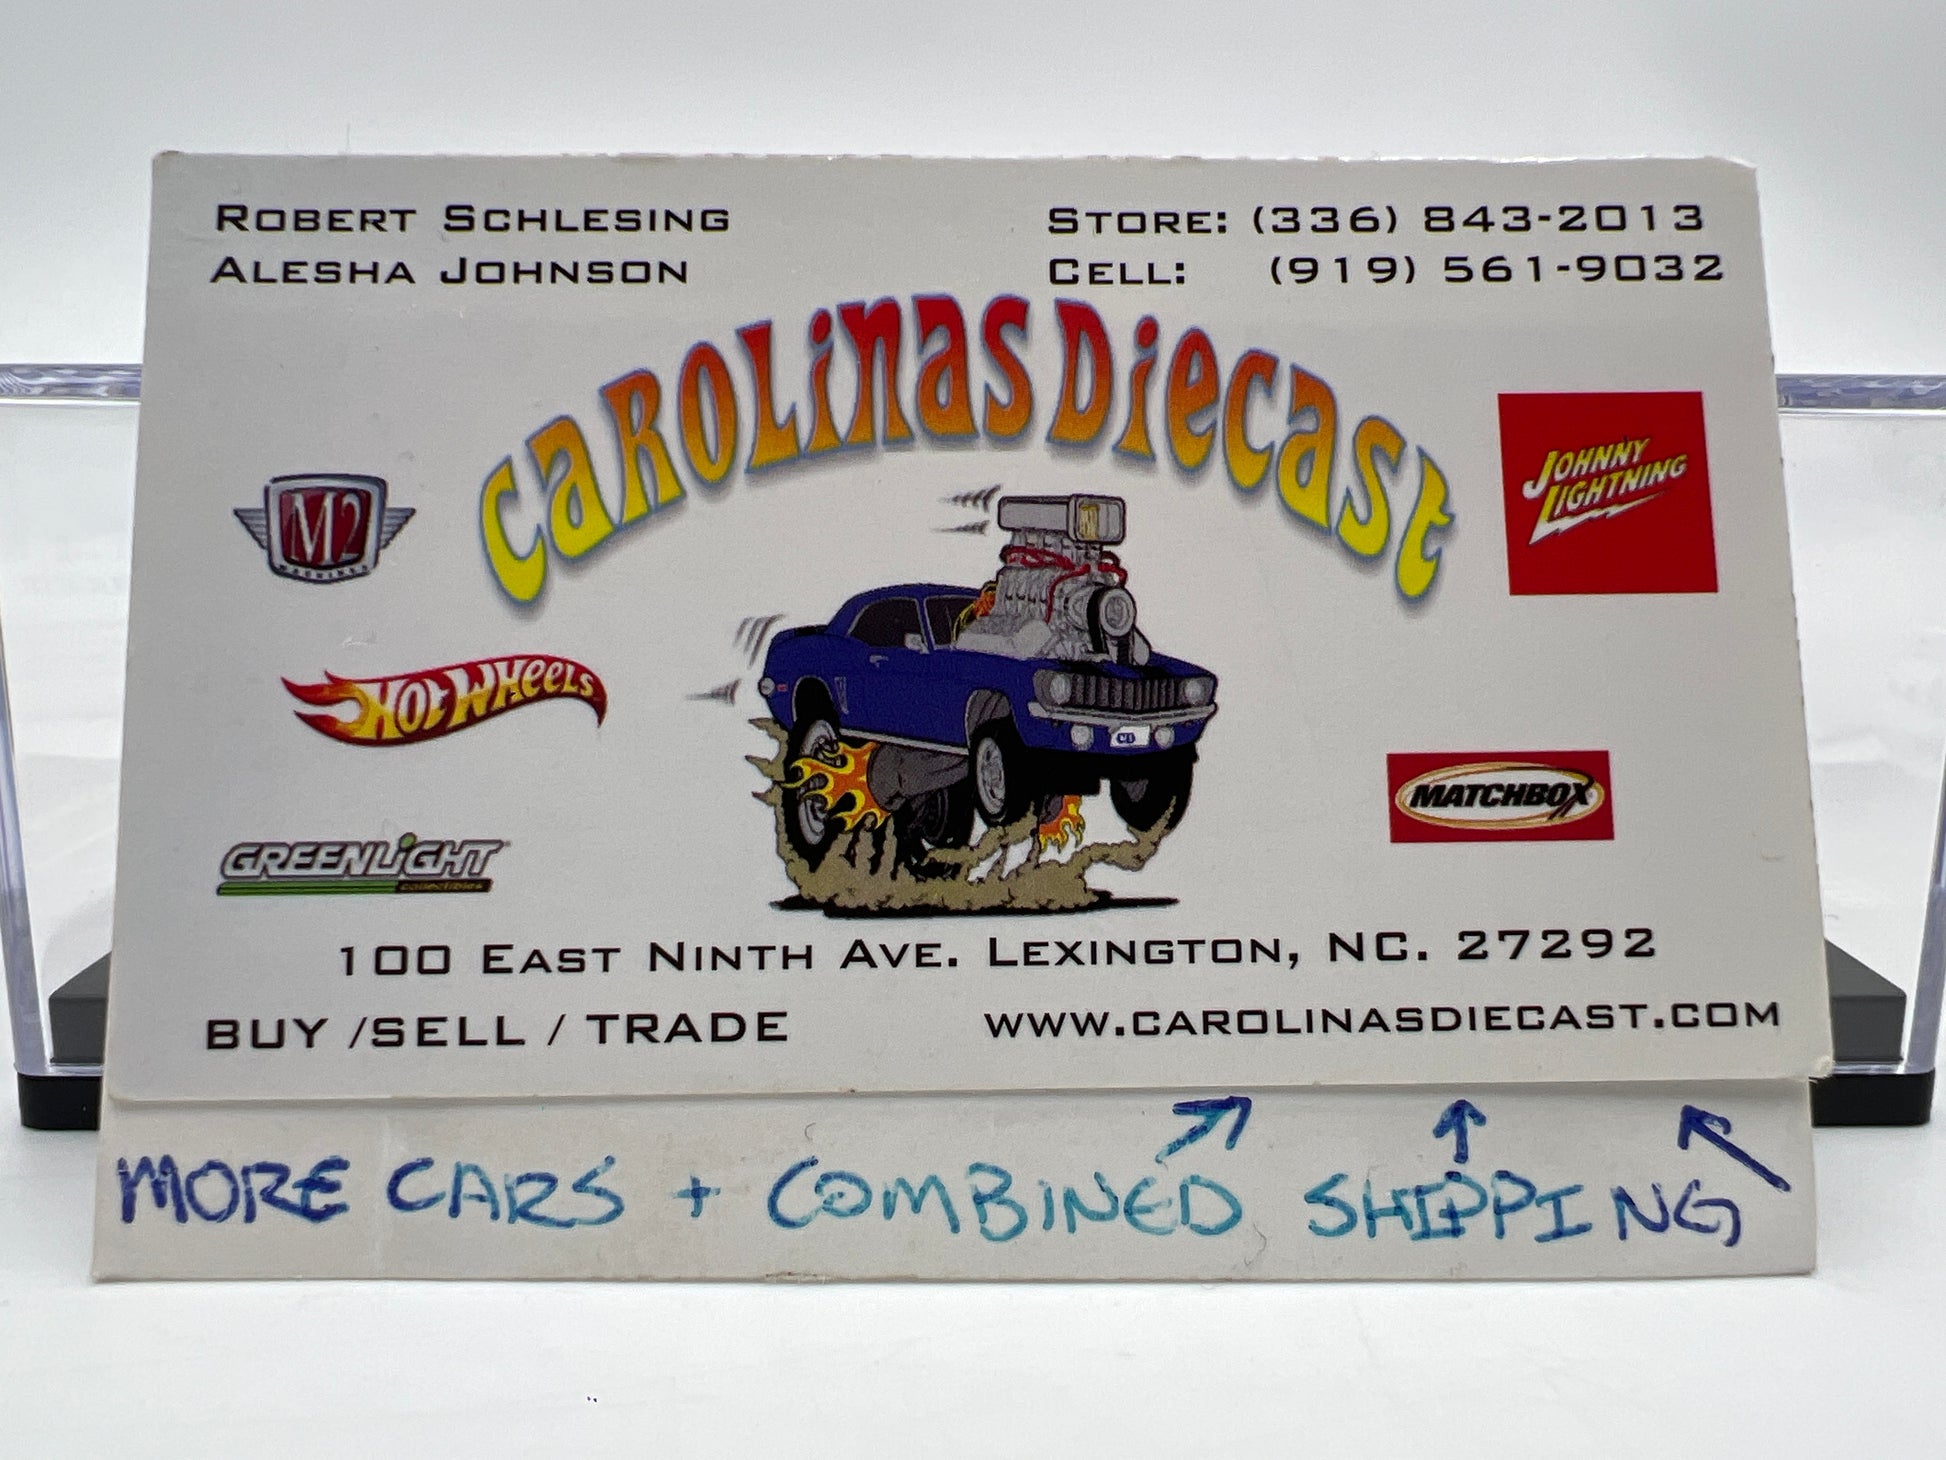 ROBERT SCHLESING
ALESHA JOHNSON
STORE: (336) 843-2013
CELL: (919) 561-9032
CAROLINAS DIECAST
M2
MACHINES
JOHNNY
LIGHTNING
HOT WHEELS
MATCHBOX
GREENLIGHT
collectibles
100 EAST NINTH AVE. LEXINGTON, NC. 27292
BUY /SELL / TRADE
WWW.CAROLINASDIECAST.COM
MORE CARS + COMBINED SHIPPING